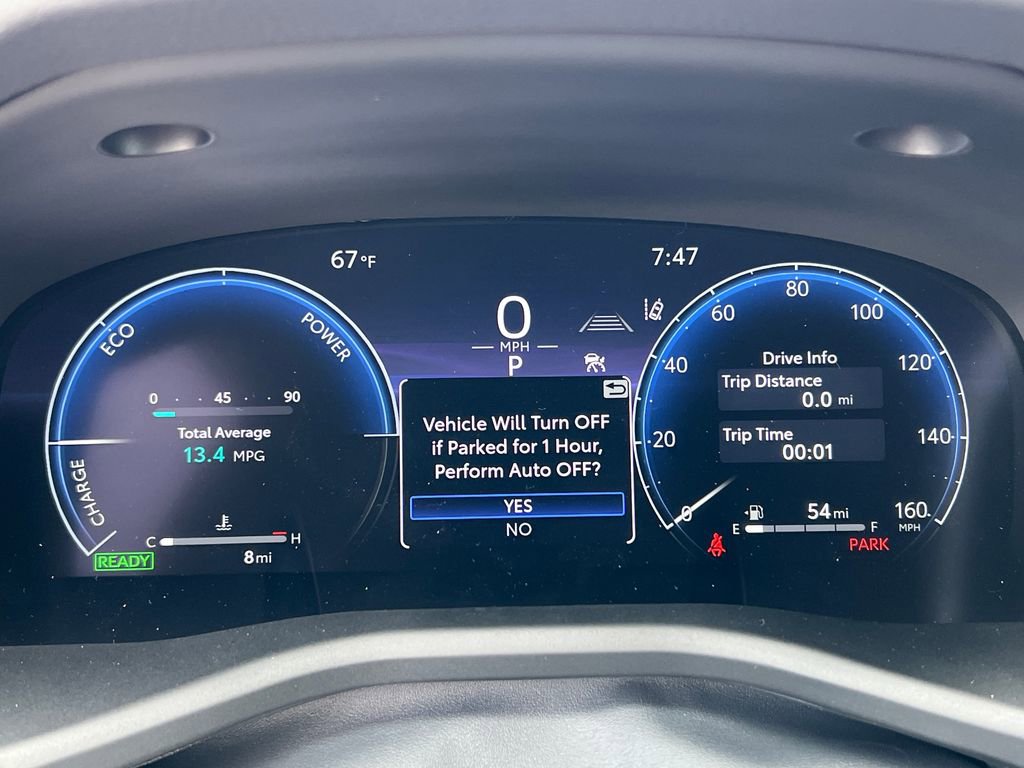 67°F
7:47
ECO
POWER
CHARGE
0 45 90
Total Average
13.4 MPG
C H
8 mi
READY
0
MPH
P
Vehicle Will Turn OFF
if Parked for 1 Hour,
Perform Auto OFF?
YES
NO
0
20
40
60
80
100
120
140
160
MPH
Drive Info
Trip Distance
0.0 mi
Trip Time
00:01
54 mi
E F
PARK